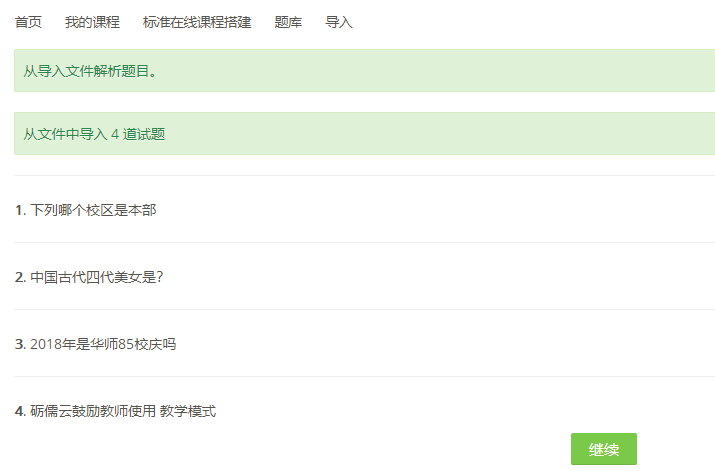 首页 我的课程 标准在线课程搭建 题库 导入
从导入文件解析题目。
从文件中导入 4 道试题
1. 下列哪个校区是本部
2. 中国古代四代美女是?
3. 2018年是华师85校庆吗
4. 砺儒云鼓励教师使用 教学模式
继续